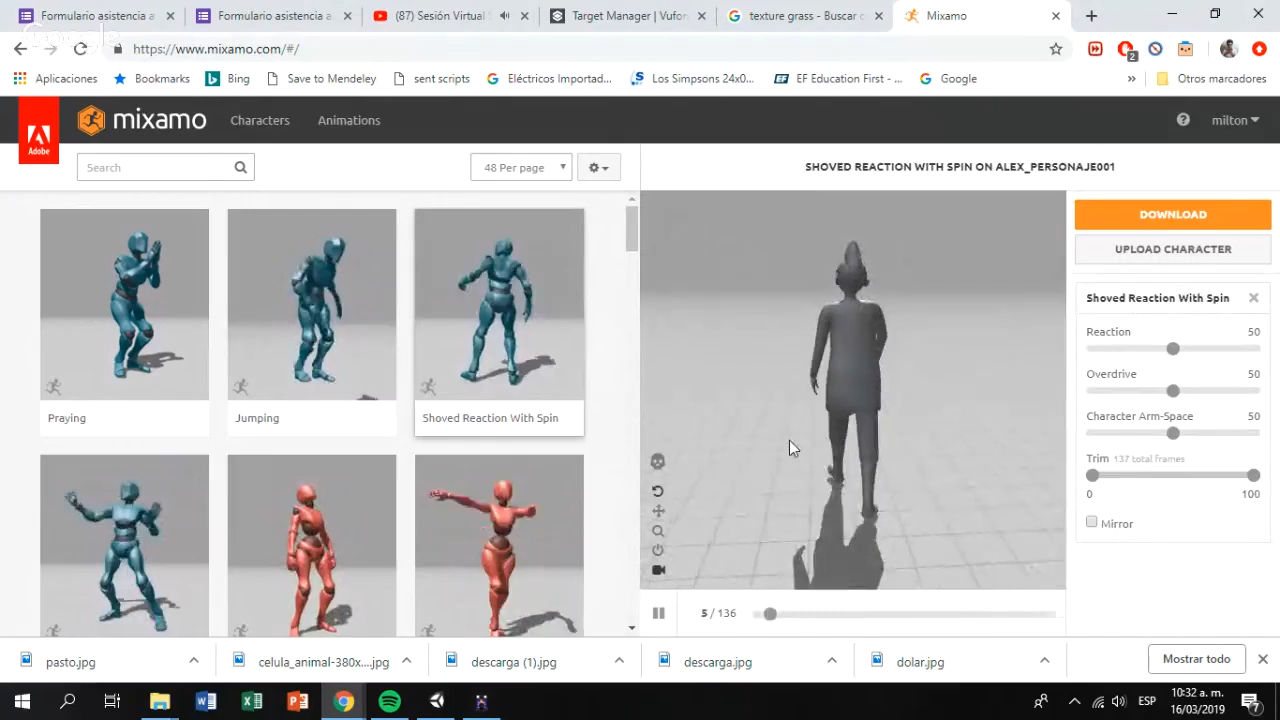 Formulario asistencia a
Formulario asistencia a
(87) Sesión Virtual
Target Manager | Vufor
texture grass - Buscar c
Mixamo
https://www.mixamo.com/#/
2
Aplicaciones
Bookmarks
Bing
Save to Mendeley
sent scripts
Eléctricos Importad...
Los Simpsons 24x0...
EF Education First - ...
Google
Otros marcadores
Adobe
mixamo
Characters
Animations
milton
Search
48 Per page
SHOVED REACTION WITH SPIN ON ALEX_PERSONAJE001
DOWNLOAD
UPLOAD CHARACTER
Shoved Reaction With Spin
Reaction 50
Overdrive 50
Character Arm-Space 50
Trim 137 total frames
0 100
Mirror
Praying
Jumping
Shoved Reaction With Spin
5 / 136
pasto.jpg
celula_animal-380x....jpg
descarga (1).jpg
descarga.jpg
dolar.jpg
Mostrar todo
ESP
10:32 a. m.
16/03/2019
7